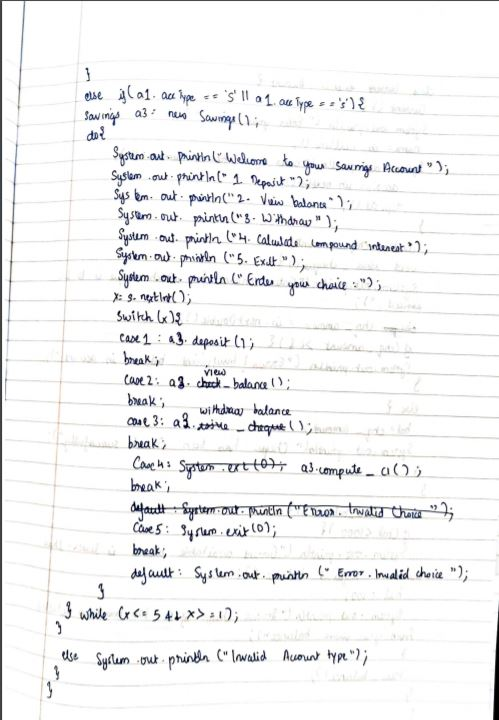 }
else if(a1.accType == 'S' || a1.accType == 's'){
Savings a3 = new Savings();
do{
System.out.println("Welcome to your Savings Account");
System.out.println("1. Deposit");
System.out.println("2. View balance");
System.out.println("3. Withdraw");
System.out.println("4. Calculate compound interest");
System.out.println("5. Exit");
System.out.println("Enter your choice:");
x= s.nextInt();
switch(x){
case 1: a3.deposit();
break;
view
case 2: a3.check_balance();
break;
withdraw balance
case 3: a3._cheque();
break;
Case 4: System.exit(0); a3.compute_CI();
break;
default: System.out.println("Error. Invalid Choice");
Case 5: System.exit(0);
break;
default: System.out.println("Error. Invalid choice");
}
} while (x<=5 && x>=1);
}
else System.out.println("Invalid Account type");
}
}